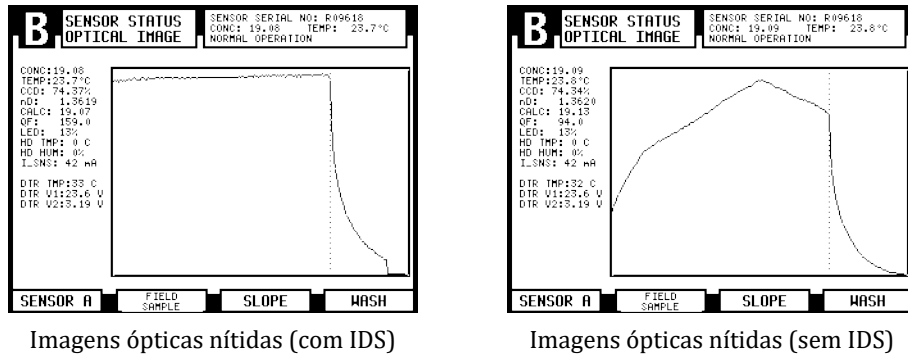 B
SENSOR STATUS
OPTICAL IMAGE
SENSOR SERIAL NO: R09618
CONC: 19.08 TEMP: 23.7°C
NORMAL OPERATION
CONC:19.08
TEMP:23.7°C
CCD: 74.37%
nD: 1.3619
CALC: 19.07
QF: 159.0
LED: 13%
HD TMP: 0 C
HD HUM: 0%
I_SNS: 42 mA
DTR TMP:33 C
DTR V1:23.6 V
DTR V2:3.19 V
SENSOR A
FIELD
SAMPLE
SLOPE
WASH
Imagens ópticas nítidas (com IDS)
B
SENSOR STATUS
OPTICAL IMAGE
SENSOR SERIAL NO: R09618
CONC: 19.09 TEMP: 23.8°C
NORMAL OPERATION
CONC:19.09
TEMP:23.8°C
CCD: 74.34%
nD: 1.3620
CALC: 19.13
QF: 94.0
LED: 13%
HD TMP: 0 C
HD HUM: 0%
I_SNS: 42 mA
DTR TMP:32 C
DTR V1:23.6 V
DTR V2:3.19 V
SENSOR A
FIELD
SAMPLE
SLOPE
WASH
Imagens ópticas nítidas (sem IDS)